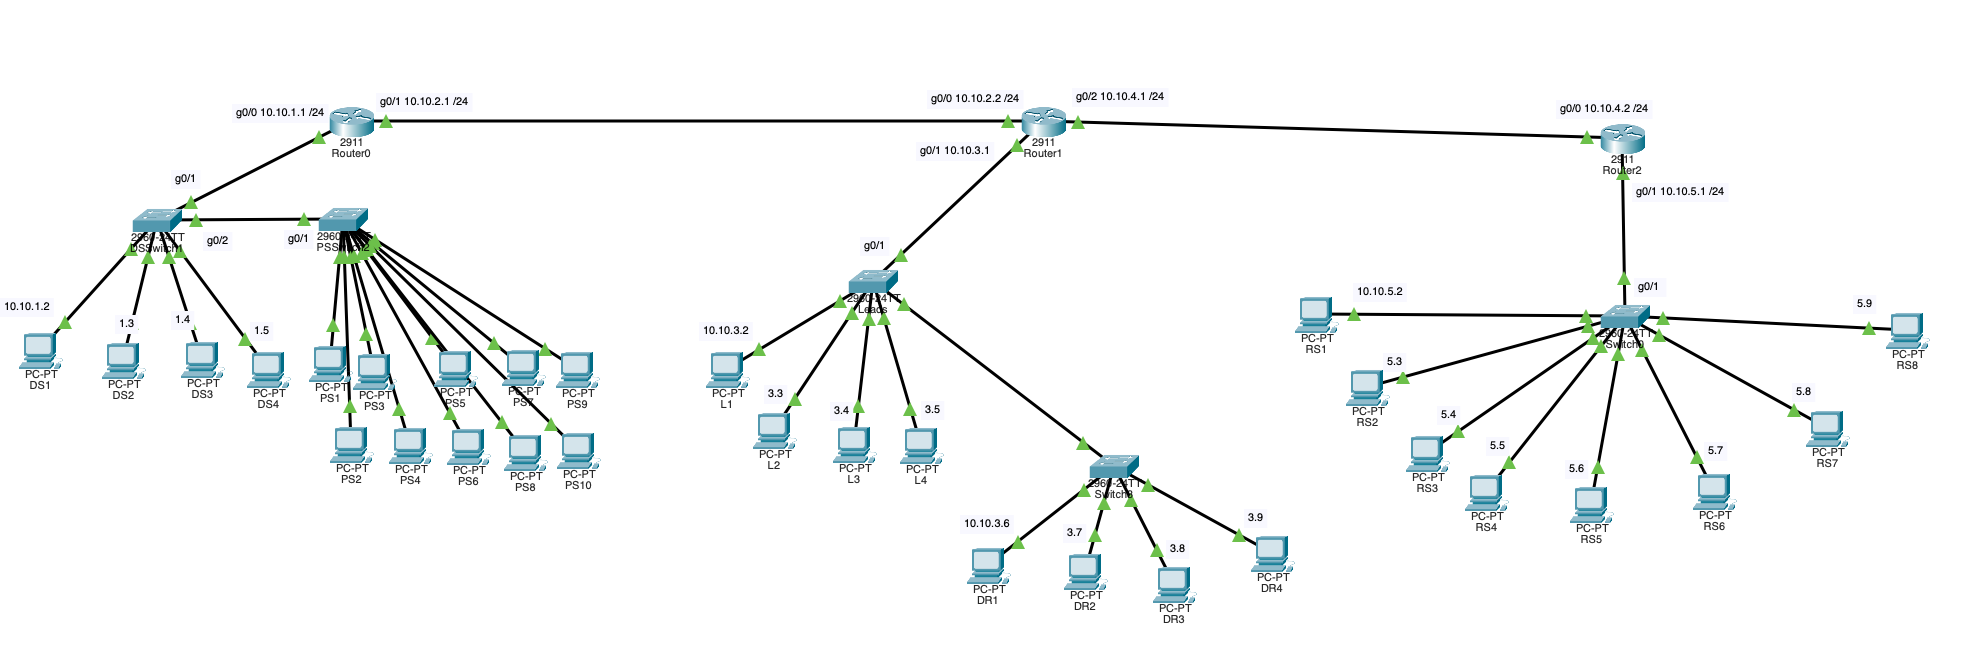 g0/0 10.10.1.1 /24
g0/1 10.10.2.1 /24
2911
Router0
g0/0 10.10.2.2 /24
g0/2 10.10.4.1 /24
2911
Router1
g0/1 10.10.3.1
g0/0 10.10.4.2 /24
2911
Router2
g0/1 10.10.5.1 /24
g0/1
2960-24TT
g0/2
g0/1
10.10.1.2
1.3
1.4
1.5
PC-PT
DS1
PC-PT
DS2
PC-PT
DS3
PC-PT
DS4
PC-PT
PS1
PC-PT
PS3
PC-PT
PS5
PC-PT
PS7
PC-PT
PS9
PC-PT
PS2
PC-PT
PS4
PC-PT
PS6
PC-PT
PS8
PC-PT
PS10
g0/1
2960-24TT
Leads
10.10.3.2
PC-PT
L1
3.3
PC-PT
L2
3.4
PC-PT
L3
3.5
PC-PT
L4
2960-24TT
10.10.3.6
PC-PT
DR1
3.7
PC-PT
DR2
3.8
PC-PT
DR3
3.9
PC-PT
DR4
g0/1
2960-24TT
10.10.5.2
PC-PT
RS1
5.3
PC-PT
RS2
5.4
PC-PT
RS3
5.5
PC-PT
RS4
5.6
PC-PT
RS5
5.7
PC-PT
RS6
5.8
PC-PT
RS7
5.9
PC-PT
RS8